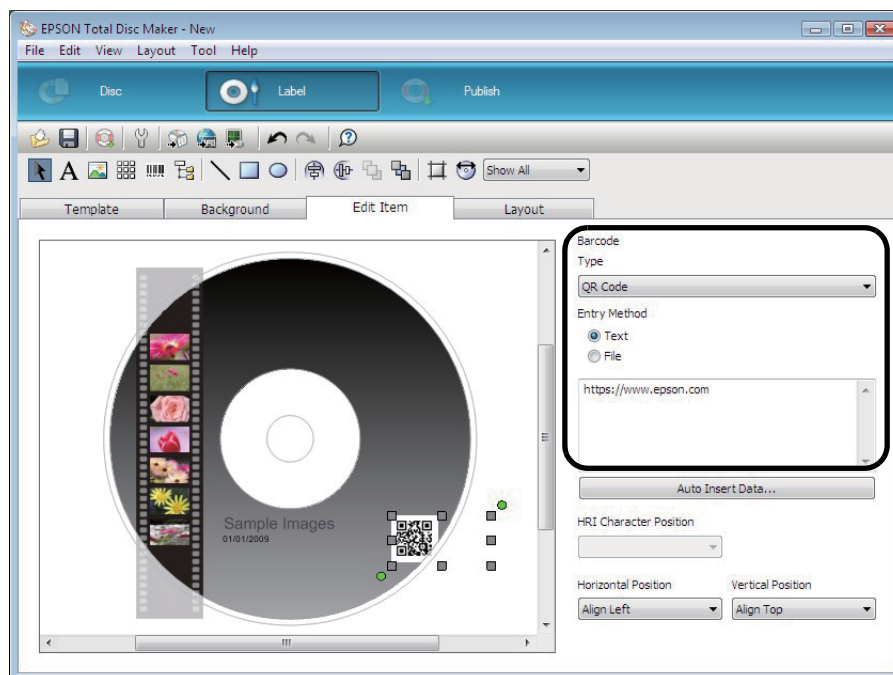 EPSON Total Disc Maker - New
File Edit View Layout Tool Help
Disc Label Publish
A Show All
Template Background Edit Item Layout
Barcode
Type
QR Code
Entry Method
Text
File
https://www.epson.com
Auto Insert Data...
HRI Character Position
Horizontal Position Vertical Position
Align Left Align Top
Sample Images
01/01/2009